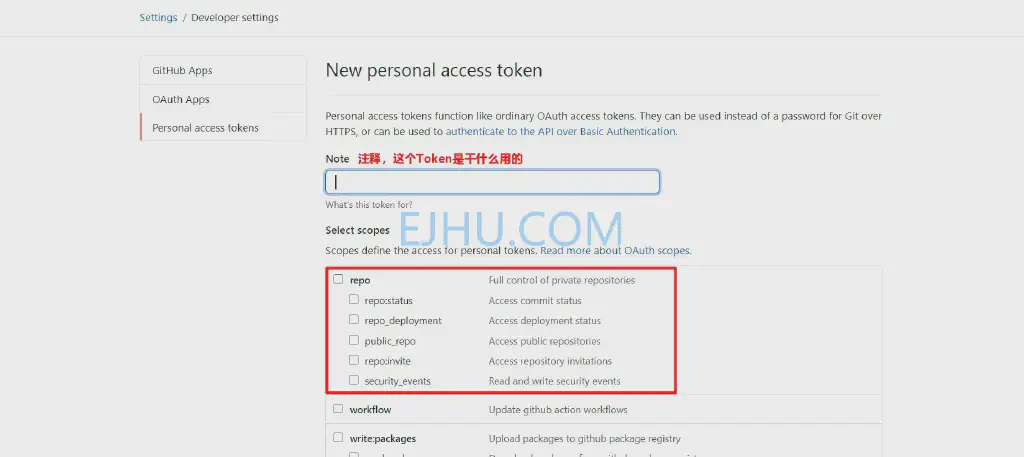 Settings / Developer settings
GitHub Apps
OAuth Apps
Personal access tokens
New personal access token
Personal access tokens function like ordinary OAuth access tokens. They can be used instead of a password for Git over
HTTPS, or can be used to authenticate to the API over Basic Authentication.
Note 注释，这个Token是干什么用的
What's this token for?
EJHU.COM
Select scopes
Scopes define the access for personal tokens. Read more about OAuth scopes.
repo Full control of private repositories
repo:status Access commit status
repo_deployment Access deployment status
public_repo Access public repositories
repo:invite Access repository invitations
security_events Read and write security events
workflow Update github action workflows
write:packages Upload packages to github package registry